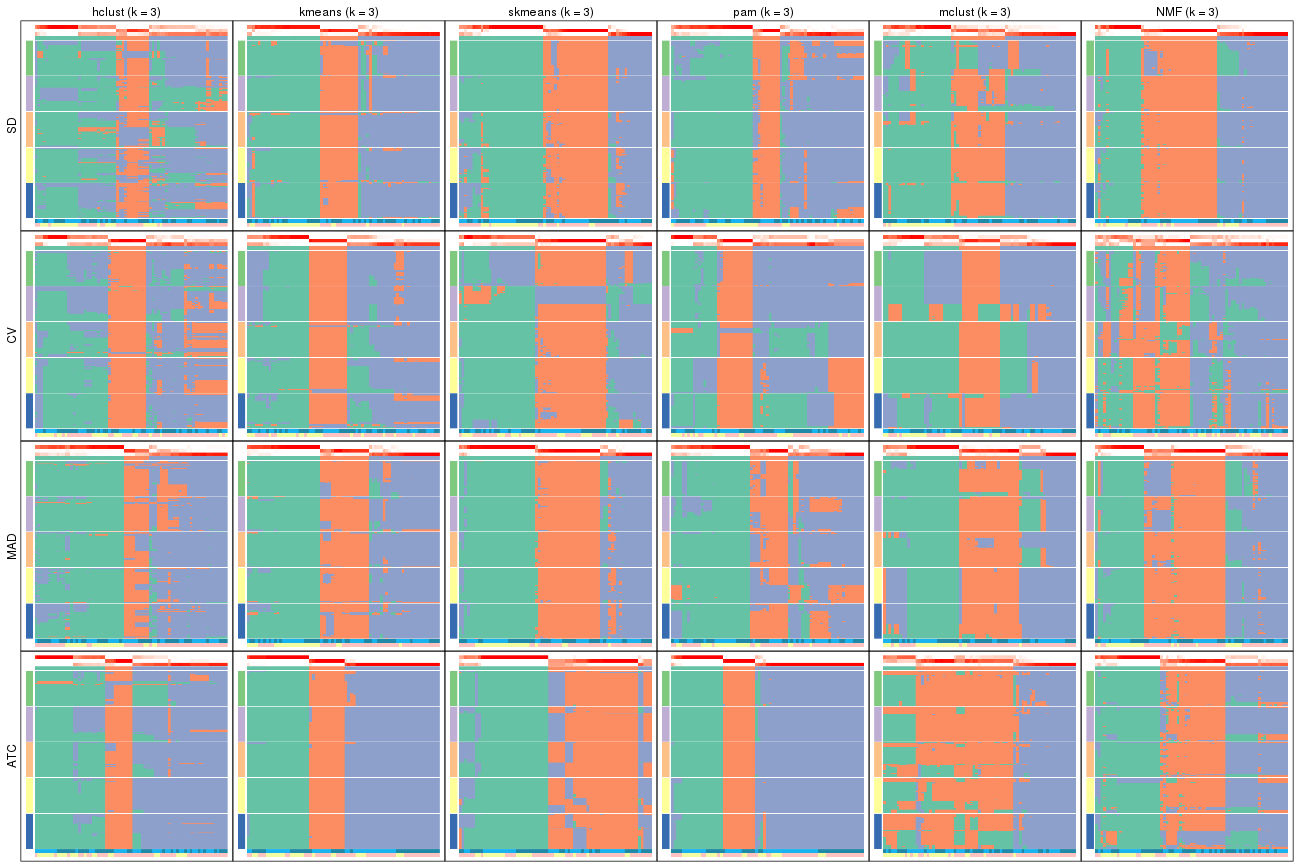 hclust (k = 3) kmeans (k = 3) skmeans (k = 3) pam (k = 3) mclust (k = 3) NMF (k = 3)
SD
CV
MAD
ATC